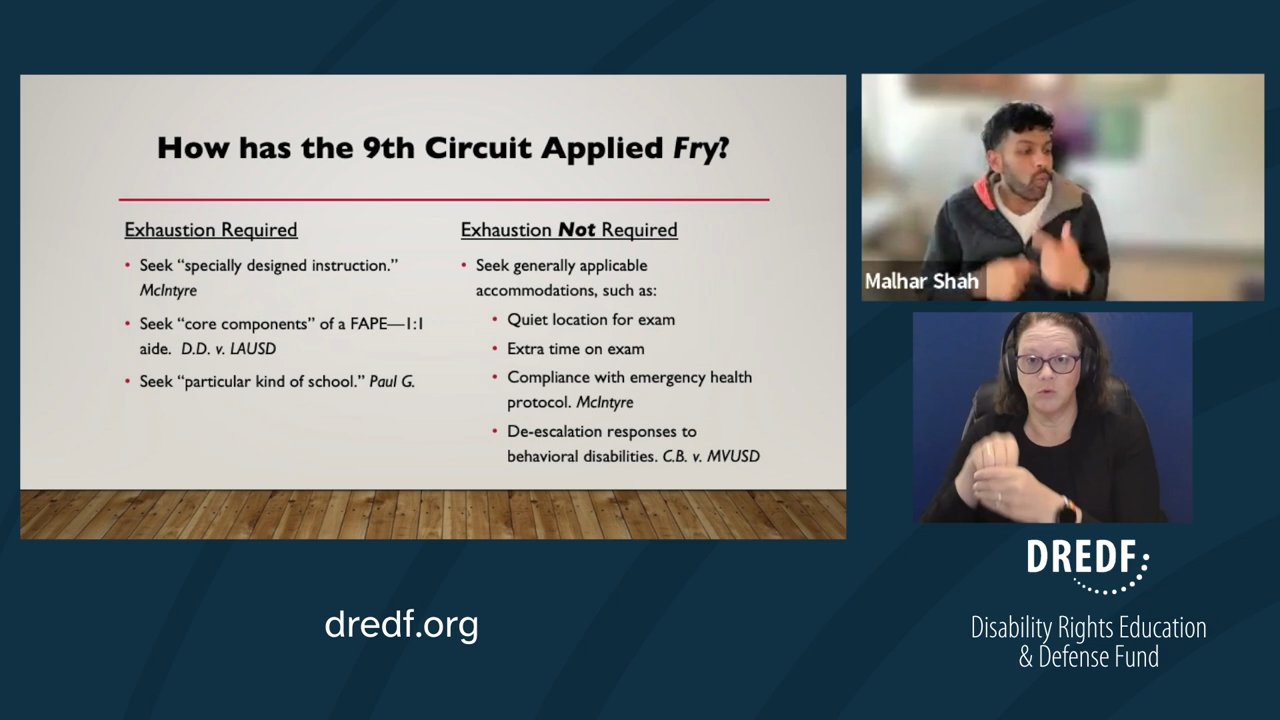 How has the 9th Circuit Applied Fry?
Exhaustion Required
• Seek “specially designed instruction.”
McIntyre
• Seek “core components” of a FAPE—1:1
aide. D.D. v. LAUSD
• Seek “particular kind of school.” Paul G.
Exhaustion Not Required
• Seek generally applicable
accommodations, such as:
• Quiet location for exam
• Extra time on exam
• Compliance with emergency health
protocol. McIntyre
• De-escalation responses to
behavioral disabilities. C.B. v. MVUSD
Malhar Shah
dredf.org
DREDF
Disability Rights Education
& Defense Fund